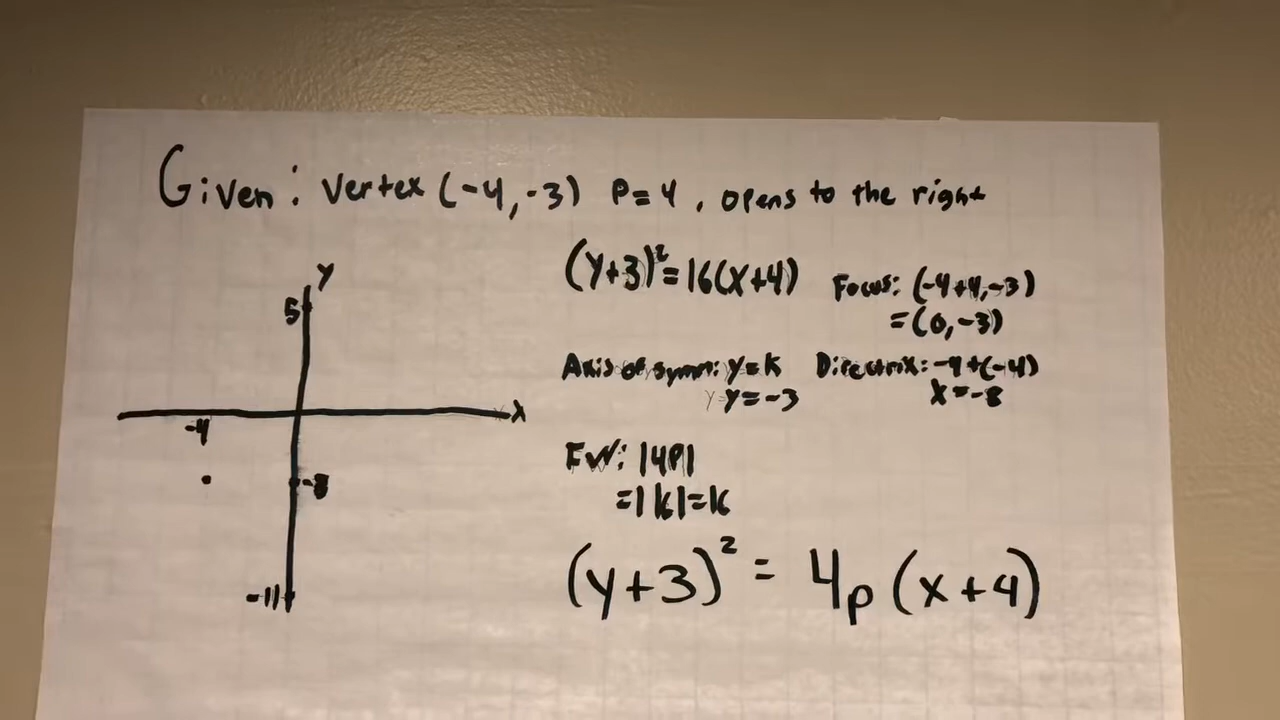 Given: Vertex (-4,-3) P=4, opens to the right
(y+3)²=16(x+4)
Focus: (-4+4,-3)
=(0,-3)
Axis of symm: y=k
y=-3
Directrix: -4+(-4)
x=-8
FW: |4P|
=|16|=16
(y+3)² = 4p(x+4)
y
5
x
-4
-3
-11